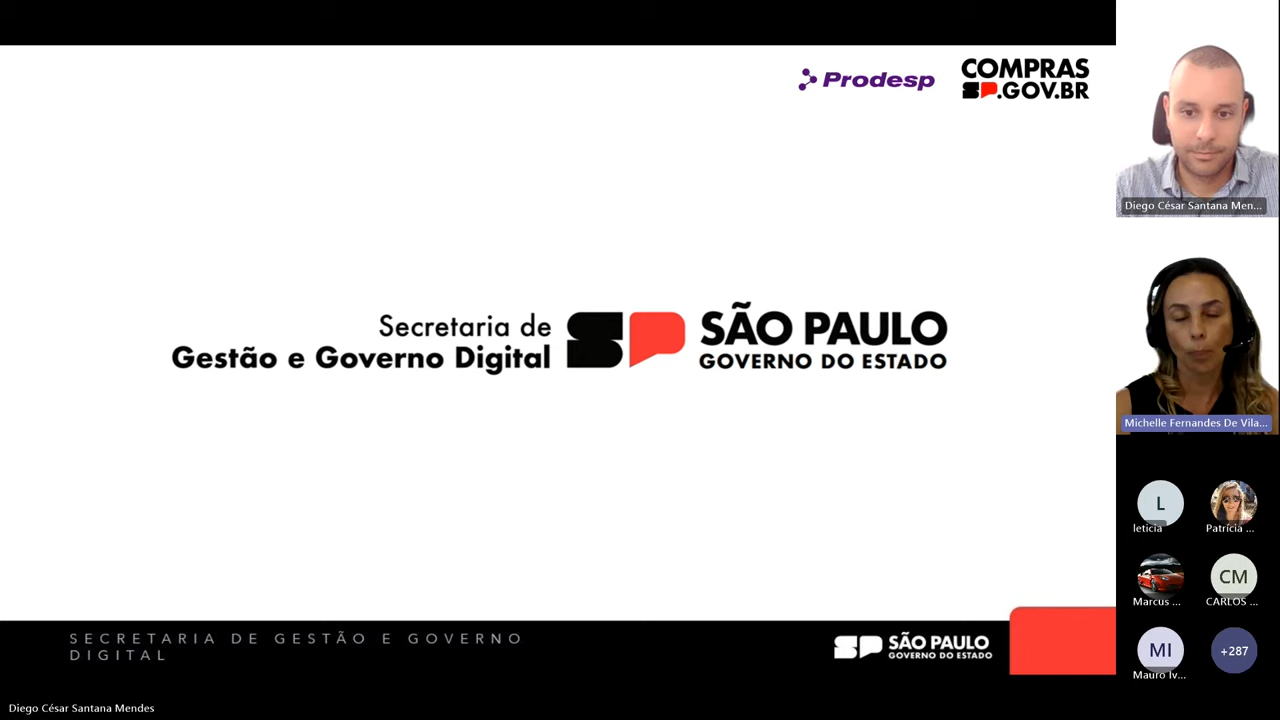 Prodesp
COMPRAS
SP.GOV.BR
Secretaria de
Gestão e Governo Digital
SP
SÃO PAULO
GOVERNO DO ESTADO
SECRETARIA DE GESTÃO E GOVERNO
DIGITAL
SP
SÃO PAULO
GOVERNO DO ESTADO
Diego César Santana Mendes
Diego César Santana Men...
Michelle Fernandes De Vila...
L
leticia
Patrícia ...
Marcus ...
CM
CARLOS ...
MI
Mauro Iv...
+287